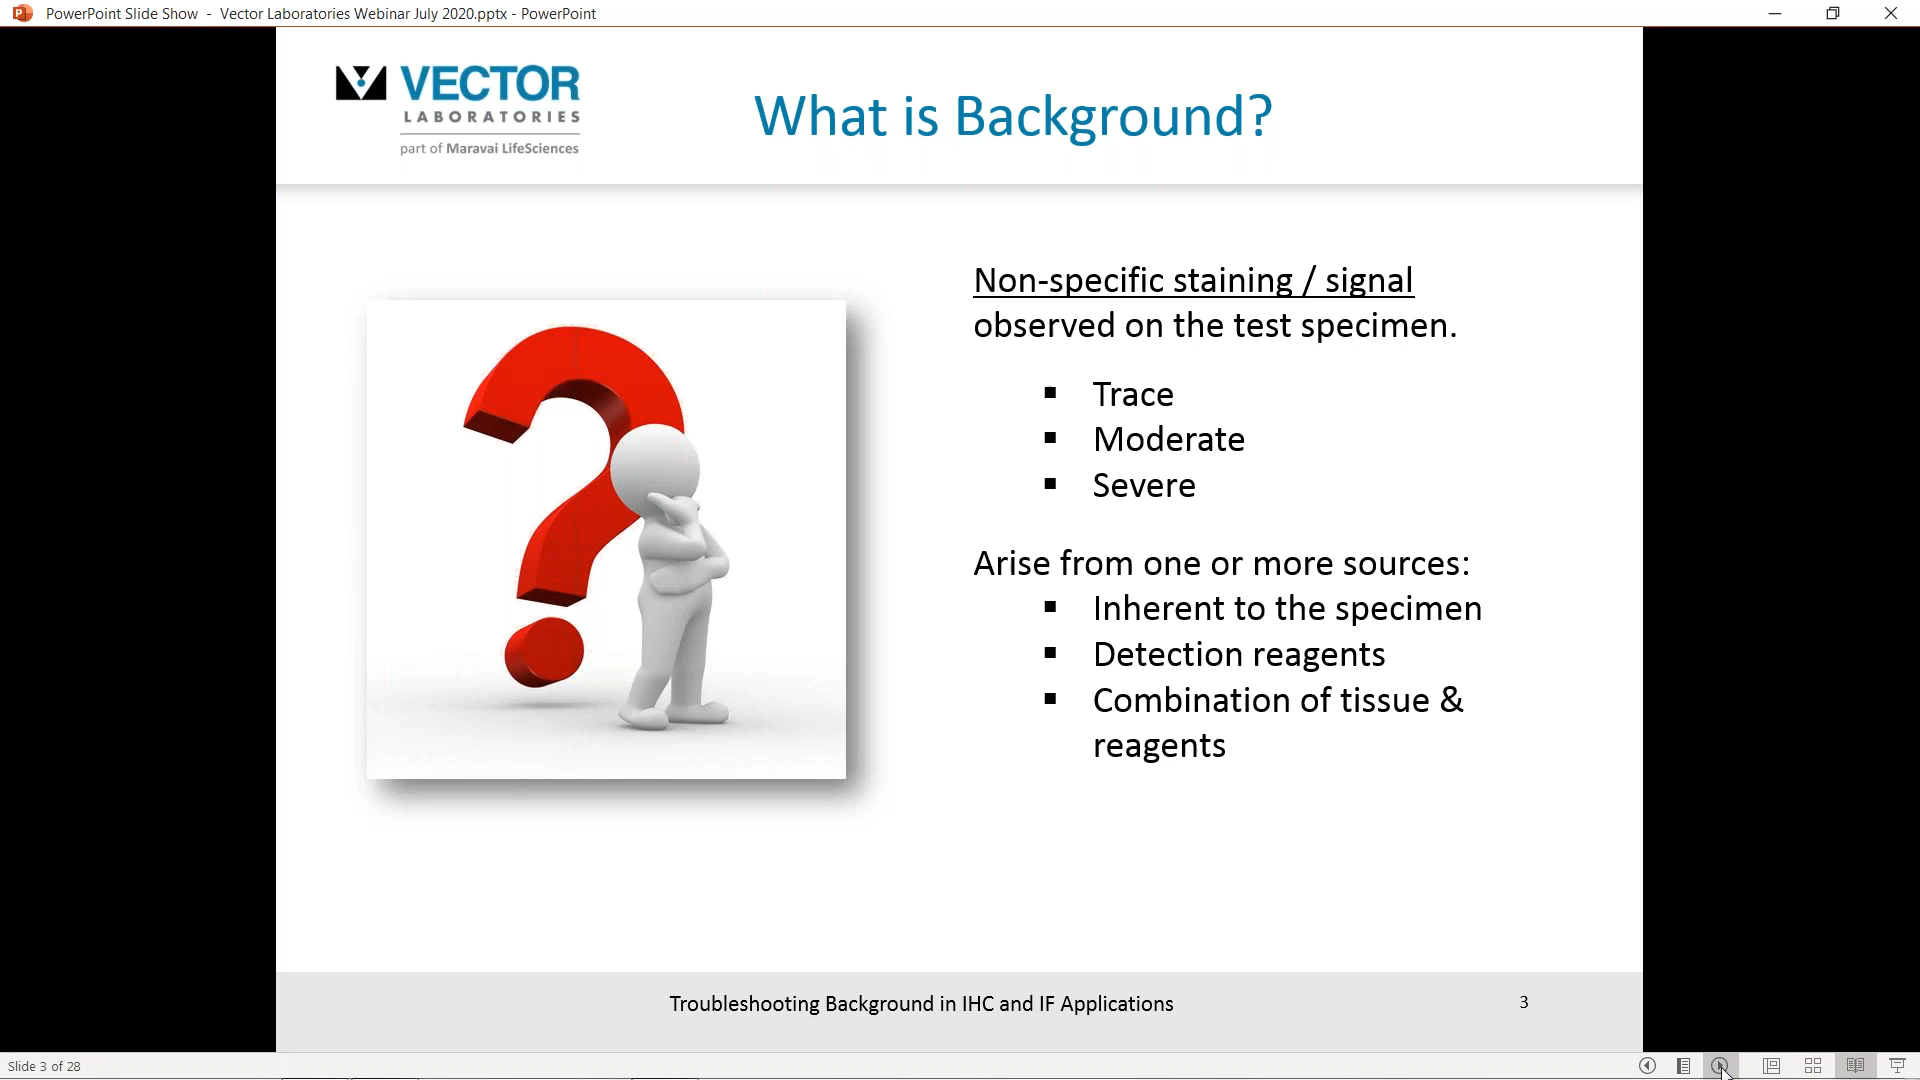 PowerPoint Slide Show - Vector Laboratories Webinar July 2020.pptx - PowerPoint
VECTOR
LABORATORIES
part of Maravai LifeSciences
What is Background?
Non-specific staining / signal
observed on the test specimen.
▪ Trace
▪ Moderate
▪ Severe
Arise from one or more sources:
▪ Inherent to the specimen
▪ Detection reagents
▪ Combination of tissue &
reagents
Troubleshooting Background in IHC and IF Applications
3
Slide 3 of 28